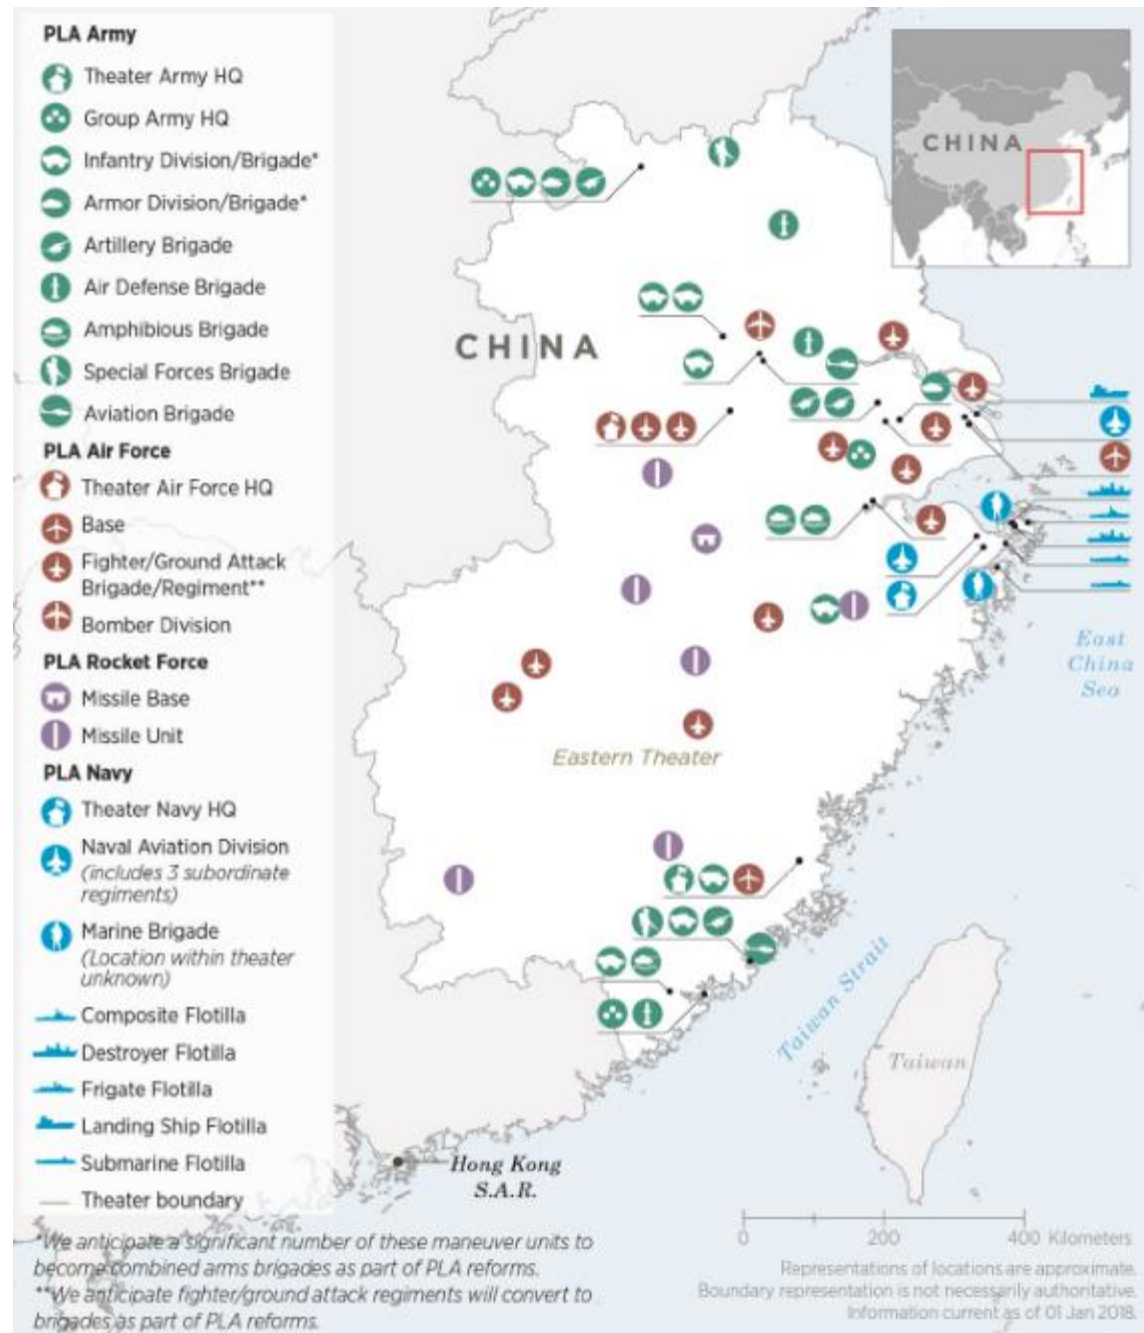 PLA Army
Theater Army HQ
Group Army HQ
Infantry Division/Brigade*
Armor Division/Brigade*
Artillery Brigade
Air Defense Brigade
Amphibious Brigade
Special Forces Brigade
Aviation Brigade
PLA Air Force
Theater Air Force HQ
Base
Fighter/Ground Attack
Brigade/Regiment**
Bomber Division
PLA Rocket Force
Missile Base
Missile Unit
PLA Navy
Theater Navy HQ
Naval Aviation Division
(includes 3 subordinate
regiments)
Marine Brigade
(Location within theater
unknown)
Composite Flotilla
Destroyer Flotilla
Frigate Flotilla
Landing Ship Flotilla
Submarine Flotilla
Theater boundary
*We anticipate a significant number of these maneuver units to
become combined arms brigades as part of PLA reforms.
**We anticipate fighter/ground attack regiments will convert to
brigades as part of PLA reforms.
CHINA
CHINA
East
China
Sea
Eastern Theater
Taiwan Strait
Taiwan
Hong Kong
S.A.R.
0 200 400 Kilometers
Representations of locations are approximate.
Boundary representation is not necessarily authoritative.
Information current as of 01 Jan 2018.